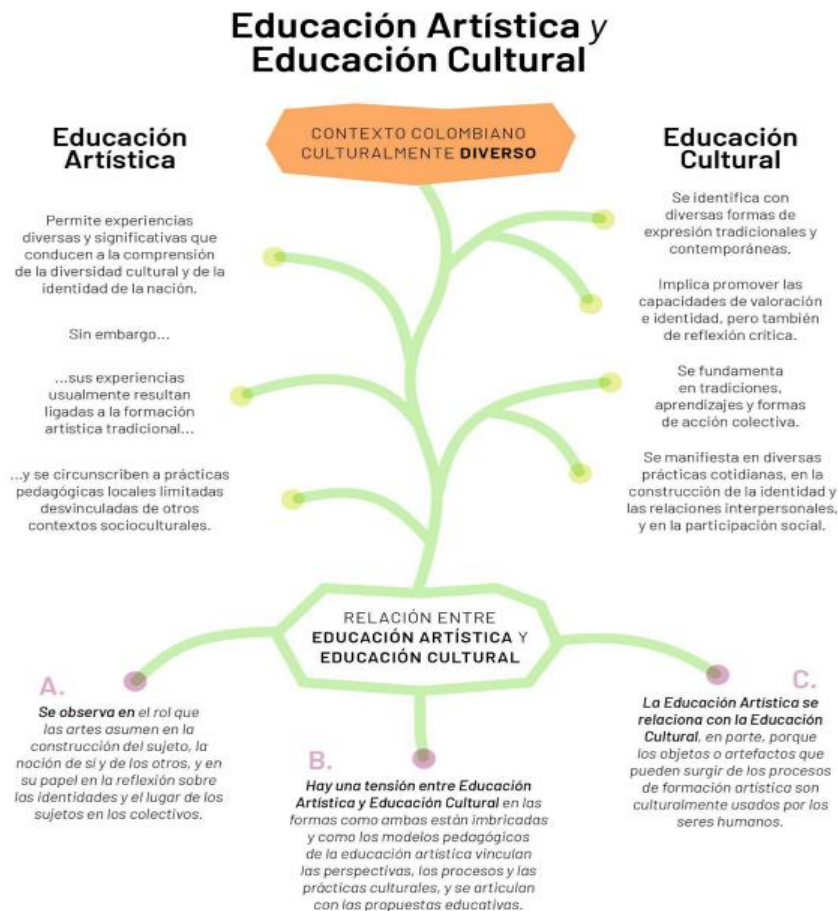 Educación Artística y
Educación Cultural
CONTEXTO COLOMBIANO
CULTURALMENTE DIVERSO
Educación
Artística
Permite experiencias
diversas y significativas que
conducen a la comprensión
de la diversidad cultural y de la
identidad de la nación.
Sin embargo...
...sus experiencias
usualmente resultan
ligadas a la formación
artística tradicional...
...y se circunscriben a prácticas
pedagógicas locales limitadas
desvinculadas de otros
contextos socioculturales.
Educación
Cultural
Se identifica con
diversas formas de
expresión tradicionales y
contemporáneas.
Implica promover las
capacidades de valoración
e identidad, pero también
de reflexión crítica.
Se fundamenta
en tradiciones,
aprendizajes y formas
de acción colectiva.
Se manifiesta en diversas
prácticas cotidianas, en la
construcción de la identidad y
las relaciones interpersonales,
y en la participación social.
RELACIÓN ENTRE
EDUCACIÓN ARTÍSTICA Y
EDUCACIÓN CULTURAL
A.
Se observa en el rol que
las artes asumen en la
construcción del sujeto, la
noción de sí y de los otros, y en
su papel en la reflexión sobre
las identidades y el lugar de los
sujetos en los colectivos.
B.
Hay una tensión entre Educación
Artística y Educación Cultural en las
formas como ambas están imbricadas
y como los modelos pedagógicos
de la educación artística vinculan
las perspectivas, los procesos y las
prácticas culturales, y se articulan
con las propuestas educativas.
C.
La Educación Artística se
relaciona con la Educación
Cultural, en parte, porque
los objetos o artefactos que
pueden surgir de los procesos
de formación artística son
culturalmente usados por los
seres humanos.